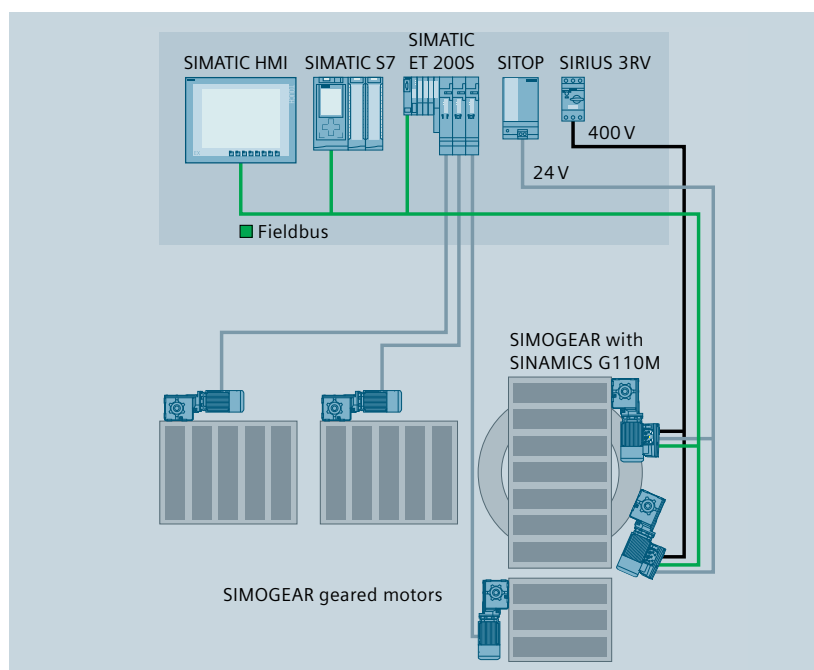 SIMATIC HMI
SIMATIC S7
SIMATIC
ET 200S
SITOP
SIRIUS 3RV
400 V
24 V
Fieldbus
SIMOGEAR with
SINAMICS G110M
SIMOGEAR geared motors